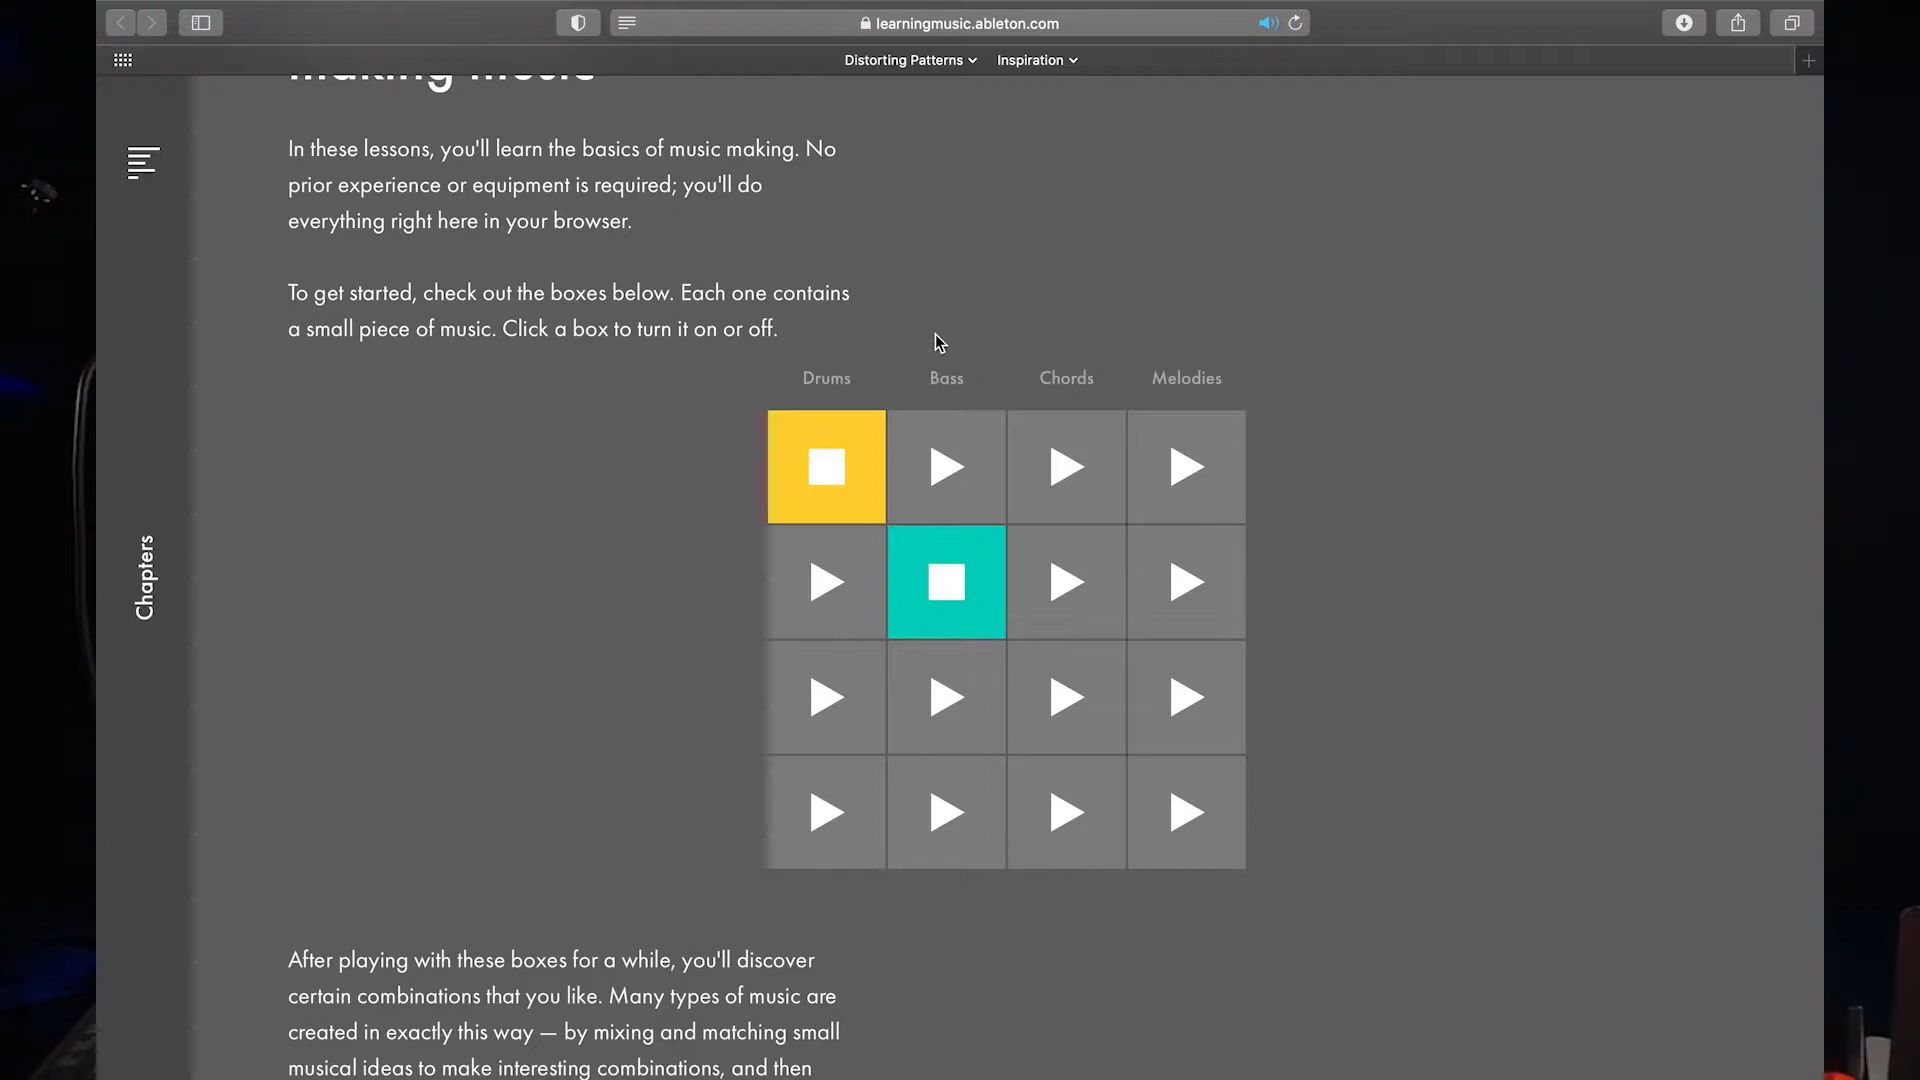 learningmusic.ableton.com
Distorting Patterns
Inspiration
Making Music
In these lessons, you'll learn the basics of music making. No
prior experience or equipment is required; you'll do
everything right here in your browser.
To get started, check out the boxes below. Each one contains
a small piece of music. Click a box to turn it on or off.
Drums Bass Chords Melodies
Chapters
After playing with these boxes for a while, you'll discover
certain combinations that you like. Many types of music are
created in exactly this way — by mixing and matching small
musical ideas to make interesting combinations, and then